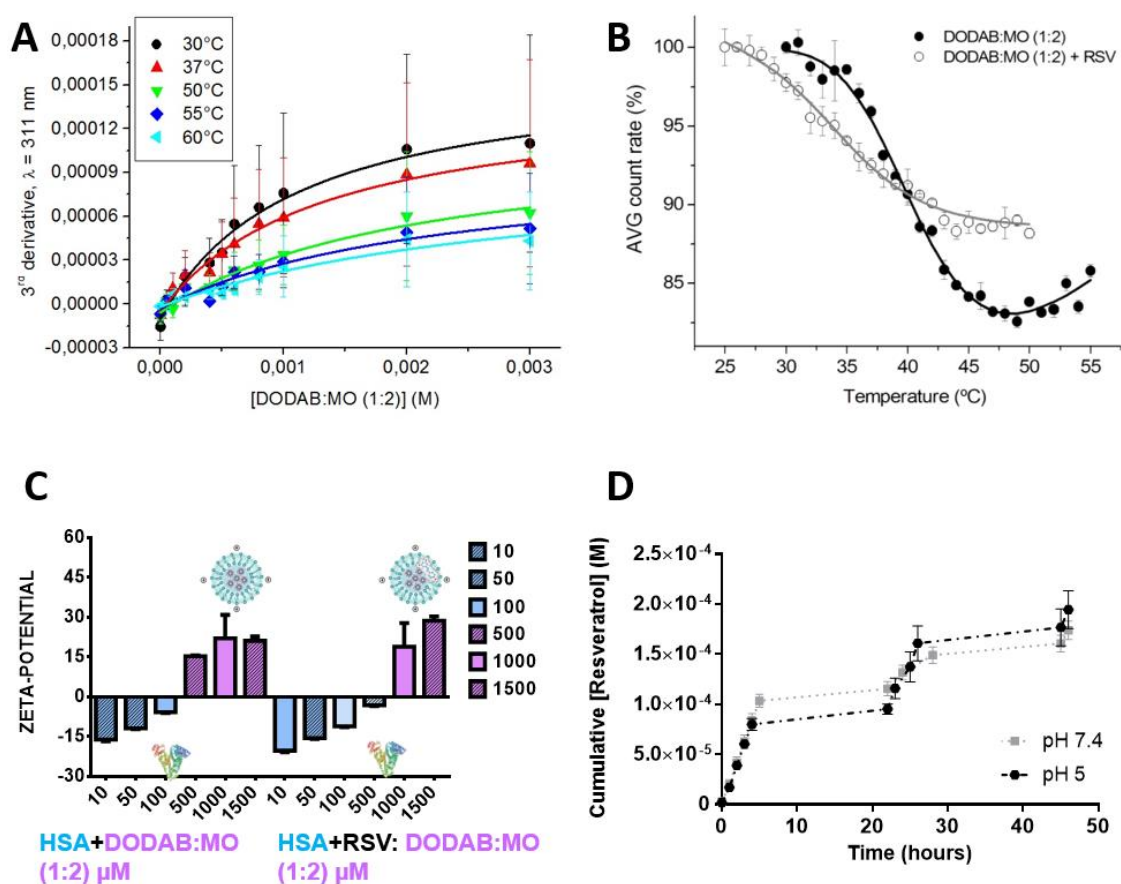 A
0,00018
0,00015
0,00012
0,00009
0,00006
0,00003
0,00000
-0,00003
3rd derivative, λ = 311 nm
30°C
37°C
50°C
55°C
60°C
0,000 0,001 0,002 0,003
[DODAB:MO (1:2)] (M)
B
100
95
90
85
AVG count rate (%)
DODAB:MO (1:2)
DODAB:MO (1:2) + RSV
25 30 35 40 45 50 55
Temperature (ºC)
C
60
45
30
15
0
-15
-30
ZETA-POTENTIAL
10
50
100
500
1000
1500
10 50 100 500 1000 1500 10 50 100 500 1000 1500
HSA+DODAB:MO
(1:2) μM
HSA+RSV: DODAB:MO
(1:2) μM
D
2.5×10-4
2.0×10-4
1.5×10-4
1.0×10-4
5.0×10-5
0
Cumulative [Resveratrol] (M)
pH 7.4
pH 5
0 10 20 30 40 50
Time (hours)